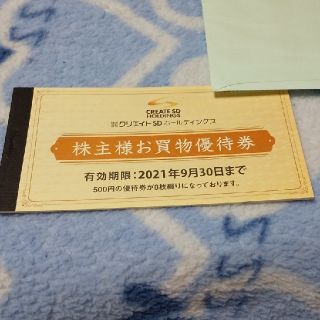 CREATE SD
HOLDINGS
株式会社クリエイトSDホールディングス
株主様お買物優待券
有効期限:2021年9月30日まで
500円の優待券が8枚綴りになっております。